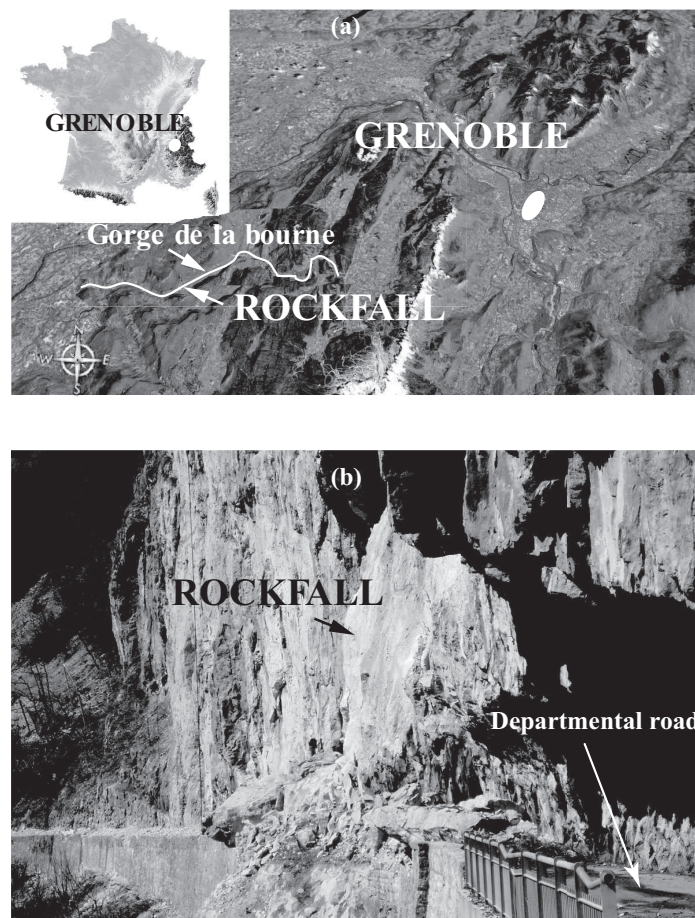 (a)
GRENOBLE
GRENOBLE
Gorge de la bourne
ROCKFALL
N
W E
S
(b)
ROCKFALL
Departmental road